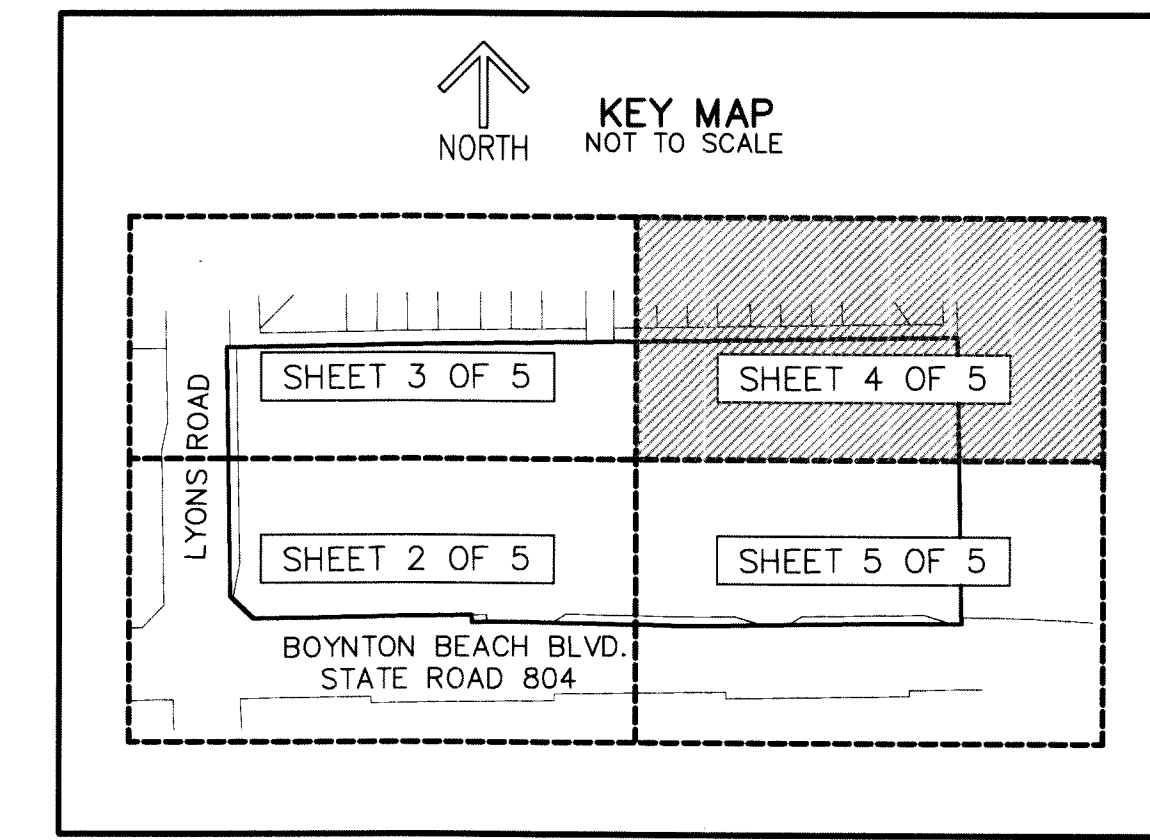 NORTH
KEY MAP
NOT TO SCALE
SHEET 3 OF 5
SHEET 4 OF 5
LYONS ROAD
SHEET 2 OF 5
SHEET 5 OF 5
BOYNTON BEACH BLVD.
STATE ROAD 804